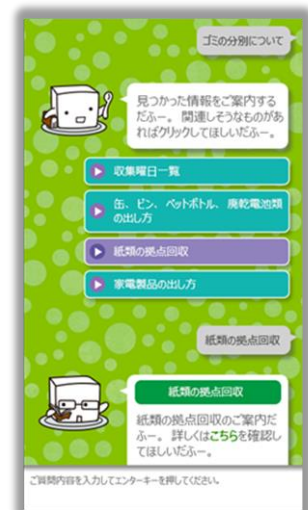 ゴミの分別について
見つかった情報をご案内する
だふー。 関連しそうなものがあ
ればクリックしてほしいだふー。
収集曜日一覧
缶、ビン、ペットボトル、廃乾電池類
の出し方
紙類の拠点回収
家電製品の出し方
紙類の拠点回収
紙類の拠点回収
紙類の拠点回収のご案内だ
ふー。 詳しくはこちらを確認し
てほしいだふー。
ご質問内容を入力してエンターキーを押してください。